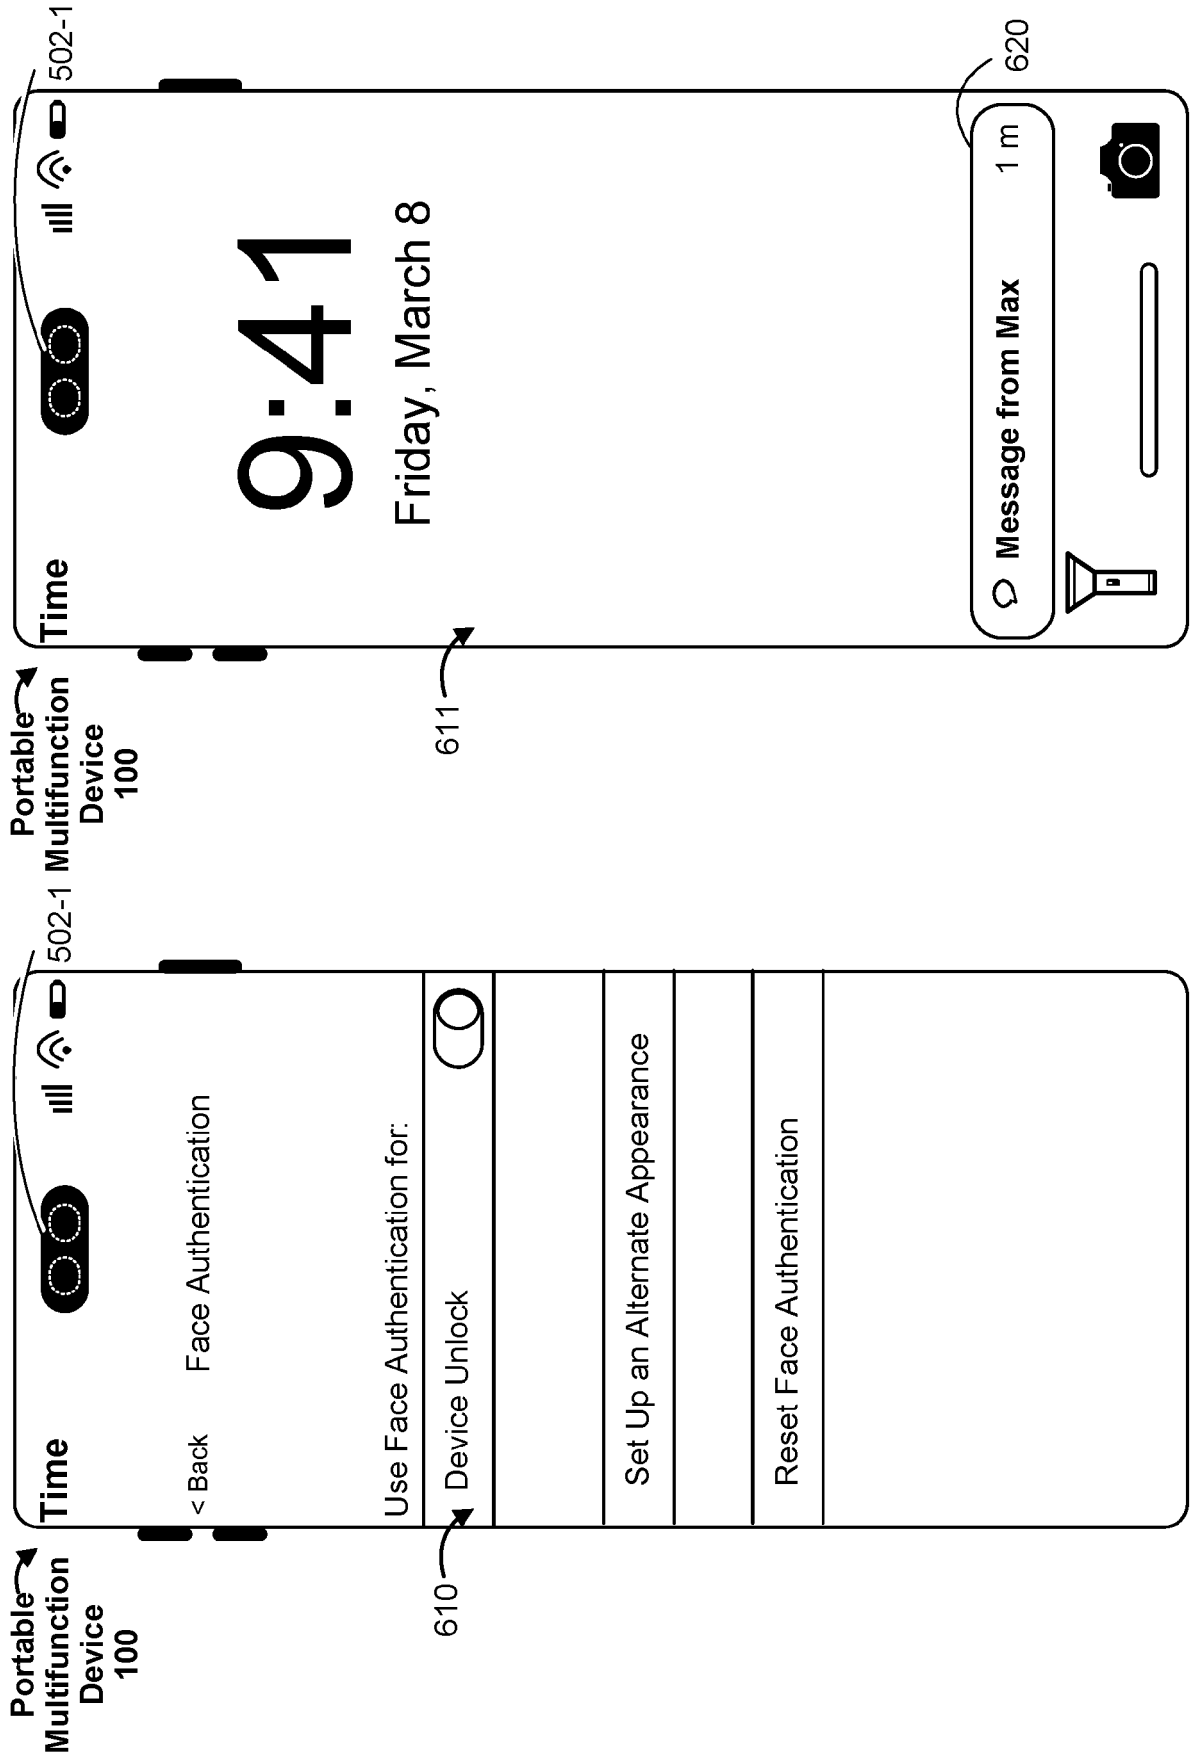 Portable
Multifunction
Device
100
502-1
Time
< Back
Face Authentication
Use Face Authentication for:
610
Device Unlock
Set Up an Alternate Appearance
Reset Face Authentication
Portable
Multifunction
Device
100
502-1
Time
9:41
Friday, March 8
611
Message from Max
1 m
620